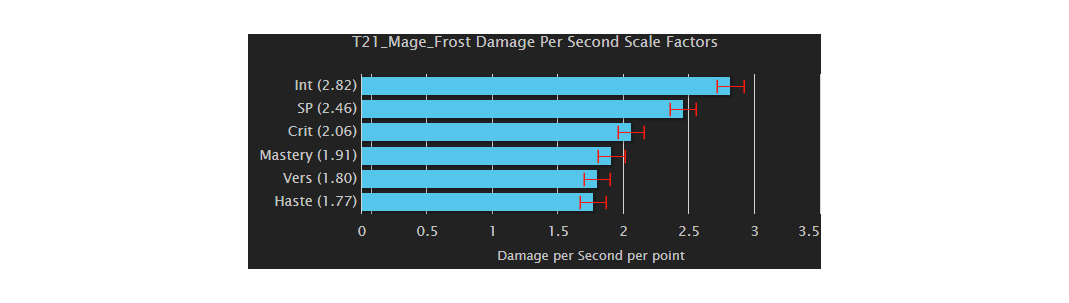 T21_Mage_Frost Damage Per Second Scale Factors
Int (2.82)
SP (2.46)
Crit (2.06)
Mastery (1.91)
Vers (1.80)
Haste (1.77)
0 0.5 1 1.5 2 2.5 3 3.5
Damage per Second per point